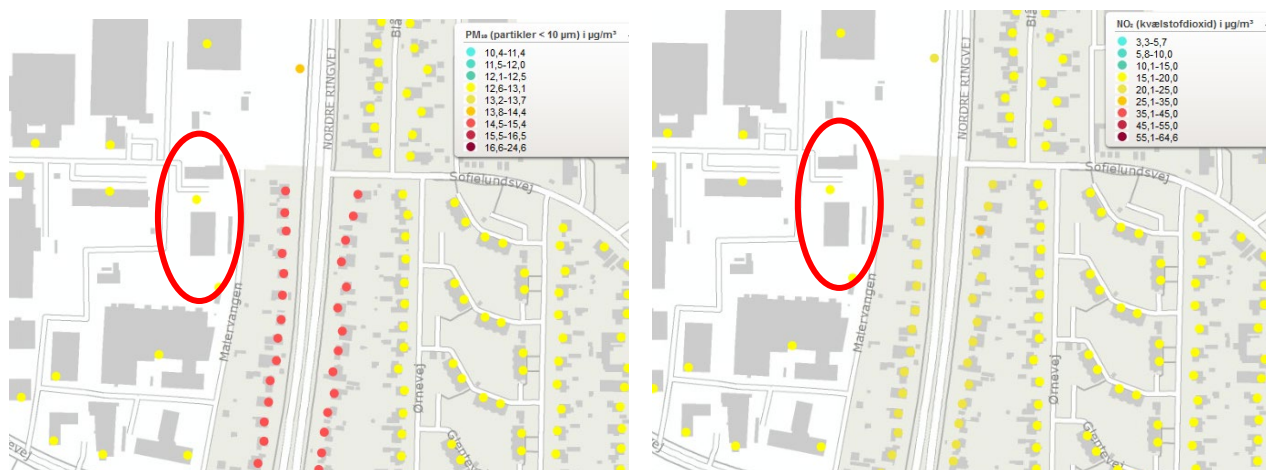 PM₁₀ (partikler < 10 µm) i µg/m³
10,4–11,4
11,5–12,0
12,1–12,5
12,6–13,1
13,2–13,7
13,8–14,4
14,5–15,4
15,5–16,5
16,6–24,6
NORDRE RINGVEJ
Sofielundsvej
Malervangen
Ørnevej
NO₂ (kvælstofdioxid) i µg/m³
3,3–5,7
5,8–10,0
10,1–15,0
15,1–20,0
20,1–25,0
25,1–35,0
35,1–45,0
45,1–55,0
55,1–64,6
NORDRE RINGVEJ
Sofielundsvej
Malervangen
Ørnevej